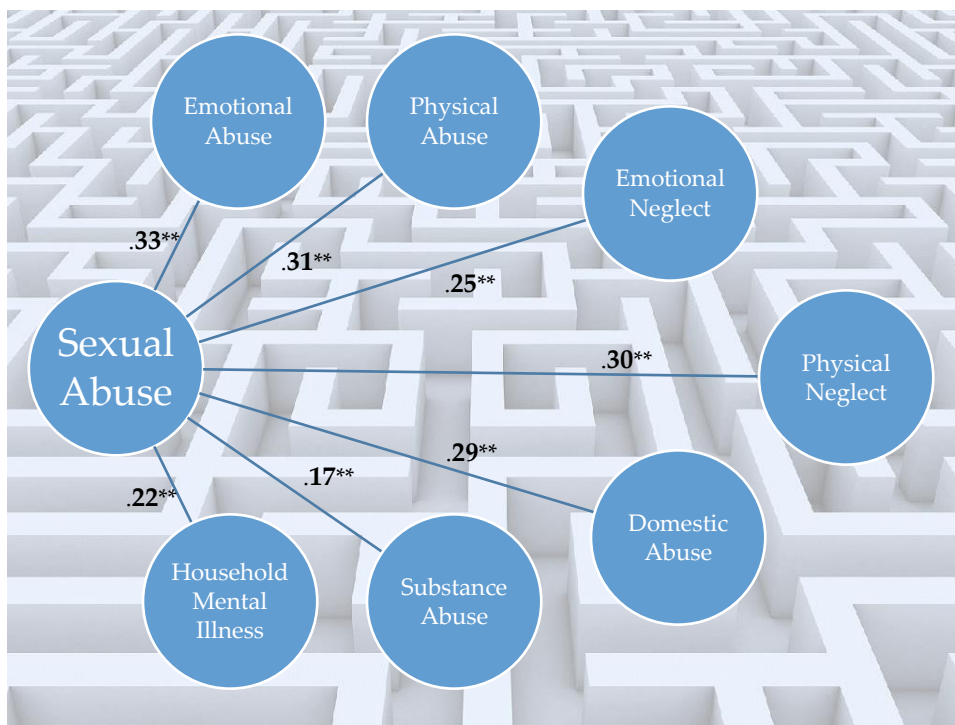 Emotional
Abuse
Physical
Abuse
Emotional
Neglect
.33**
.31**
.25**
Sexual
Abuse
.30**
Physical
Neglect
.29**
.17**
.22**
Domestic
Abuse
Household
Mental
Illness
Substance
Abuse